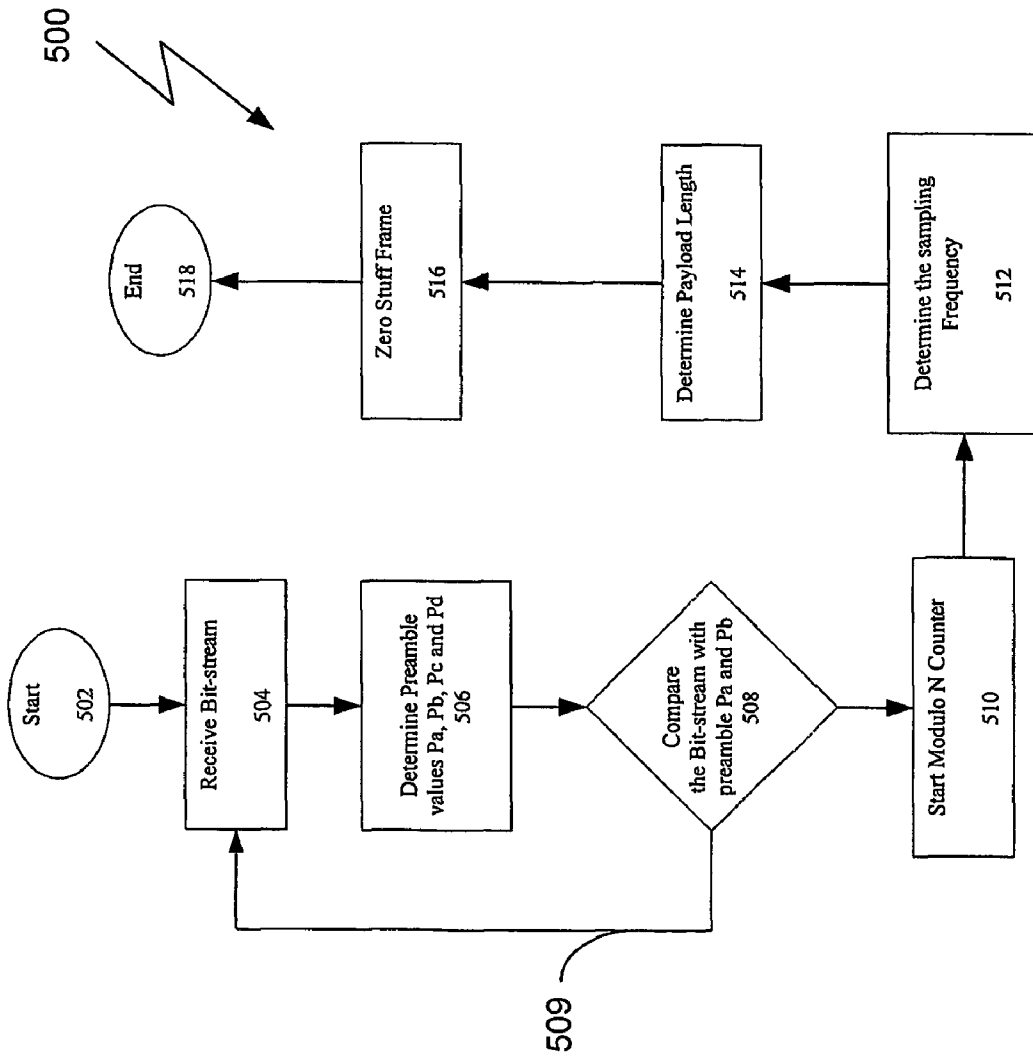 500
Start
502
Receive Bit-stream
504
Determine Preamble
values Pa, Pb, Pc and Pd
506
Compare
the Bit-stream with
preamble Pa and Pb
508
509
Start Modulo N Counter
510
Determine the sampling
Frequency
512
Determine Payload Length
514
Zero Stuff Frame
516
End
518